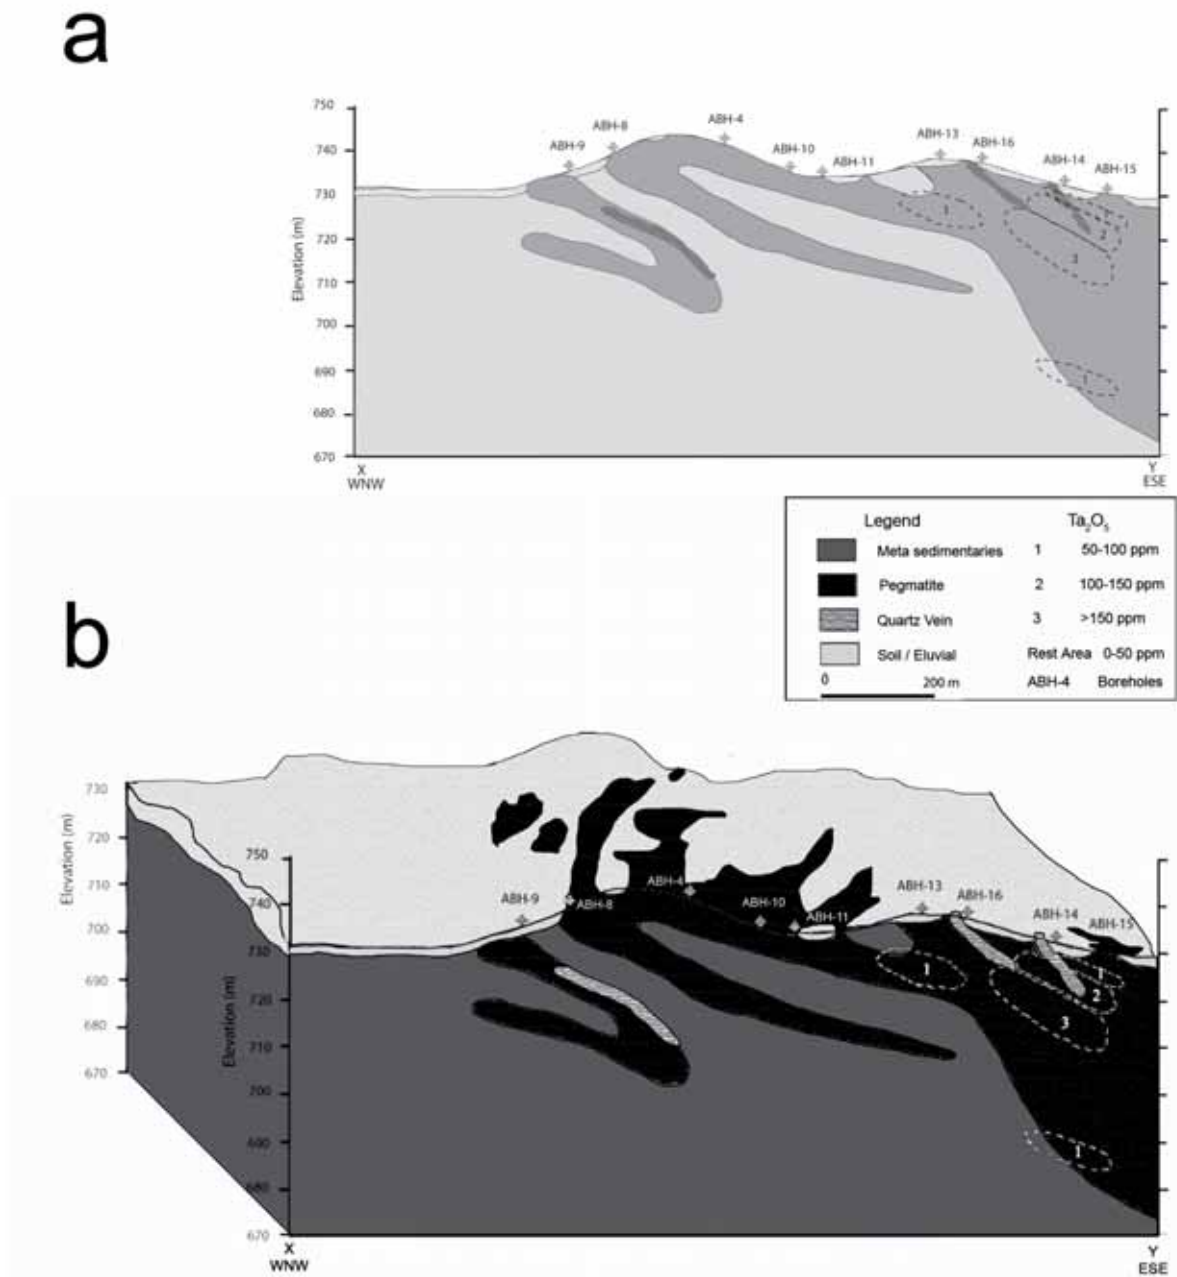 a
750
740
730
720
710
700
690
680
670
Elevation (m)
ABH-9
ABH-8
ABH-4
ABH-10
ABH-11
ABH-13
ABH-16
ABH-14
ABH-15
1
2
3
1
X
WNW
Y
ESE
Legend
Ta2O5
Meta sedimentaries
1 50-100 ppm
Pegmatite
2 100-150 ppm
Quartz Vein
3 >150 ppm
Soil / Eluvial
Rest Area 0-50 ppm
0 200 m
ABH-4 Boreholes
b
730
720
710
700
690
680
670
Elevation (m)
750
740
730
720
710
700
690
680
670
Elevation (m)
ABH-9
ABH-8
ABH-4
ABH-10
ABH-11
ABH-13
ABH-16
ABH-14
ABH-15
1
1
2
3
1
X
WNW
Y
ESE